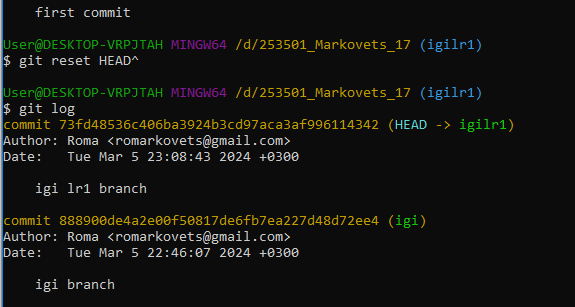 first commit
User@DESKTOP-VRPJTAH MINGW64 /d/253501_Markovets_17 (igilr1)
$ git reset HEAD^
User@DESKTOP-VRPJTAH MINGW64 /d/253501_Markovets_17 (igilr1)
$ git log
commit 73fd48536c406ba3924b3cd97aca3af996114342 (HEAD -> igilr1)
Author: Roma <romarkovets@gmail.com>
Date:   Tue Mar 5 23:08:43 2024 +0300
igi lr1 branch
commit 888900de4a2e00f50817de6fb7ea227d48d72ee4 (igi)
Author: Roma <romarkovets@gmail.com>
Date:   Tue Mar 5 22:46:07 2024 +0300
igi branch